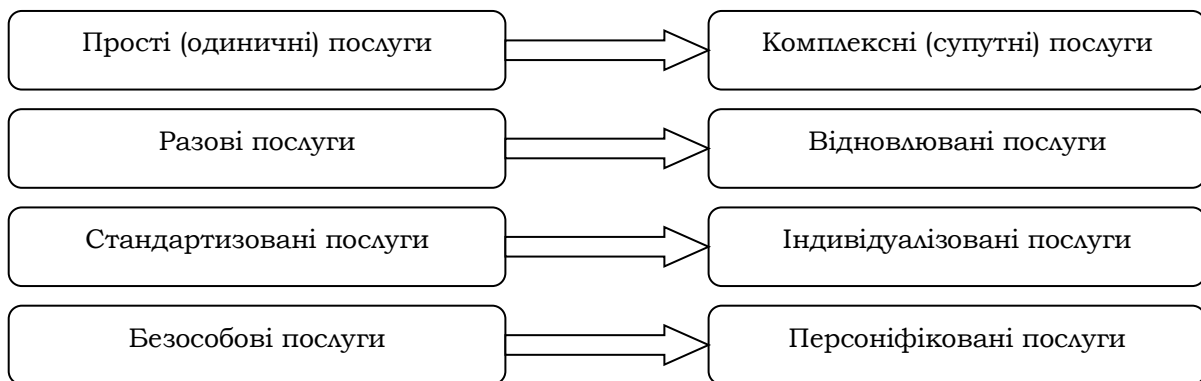 Прості (одиничні) послуги
Комплексні (супутні) послуги
Разові послуги
Відновлювані послуги
Стандартизовані послуги
Індивідуалізовані послуги
Безособові послуги
Персоніфіковані послуги